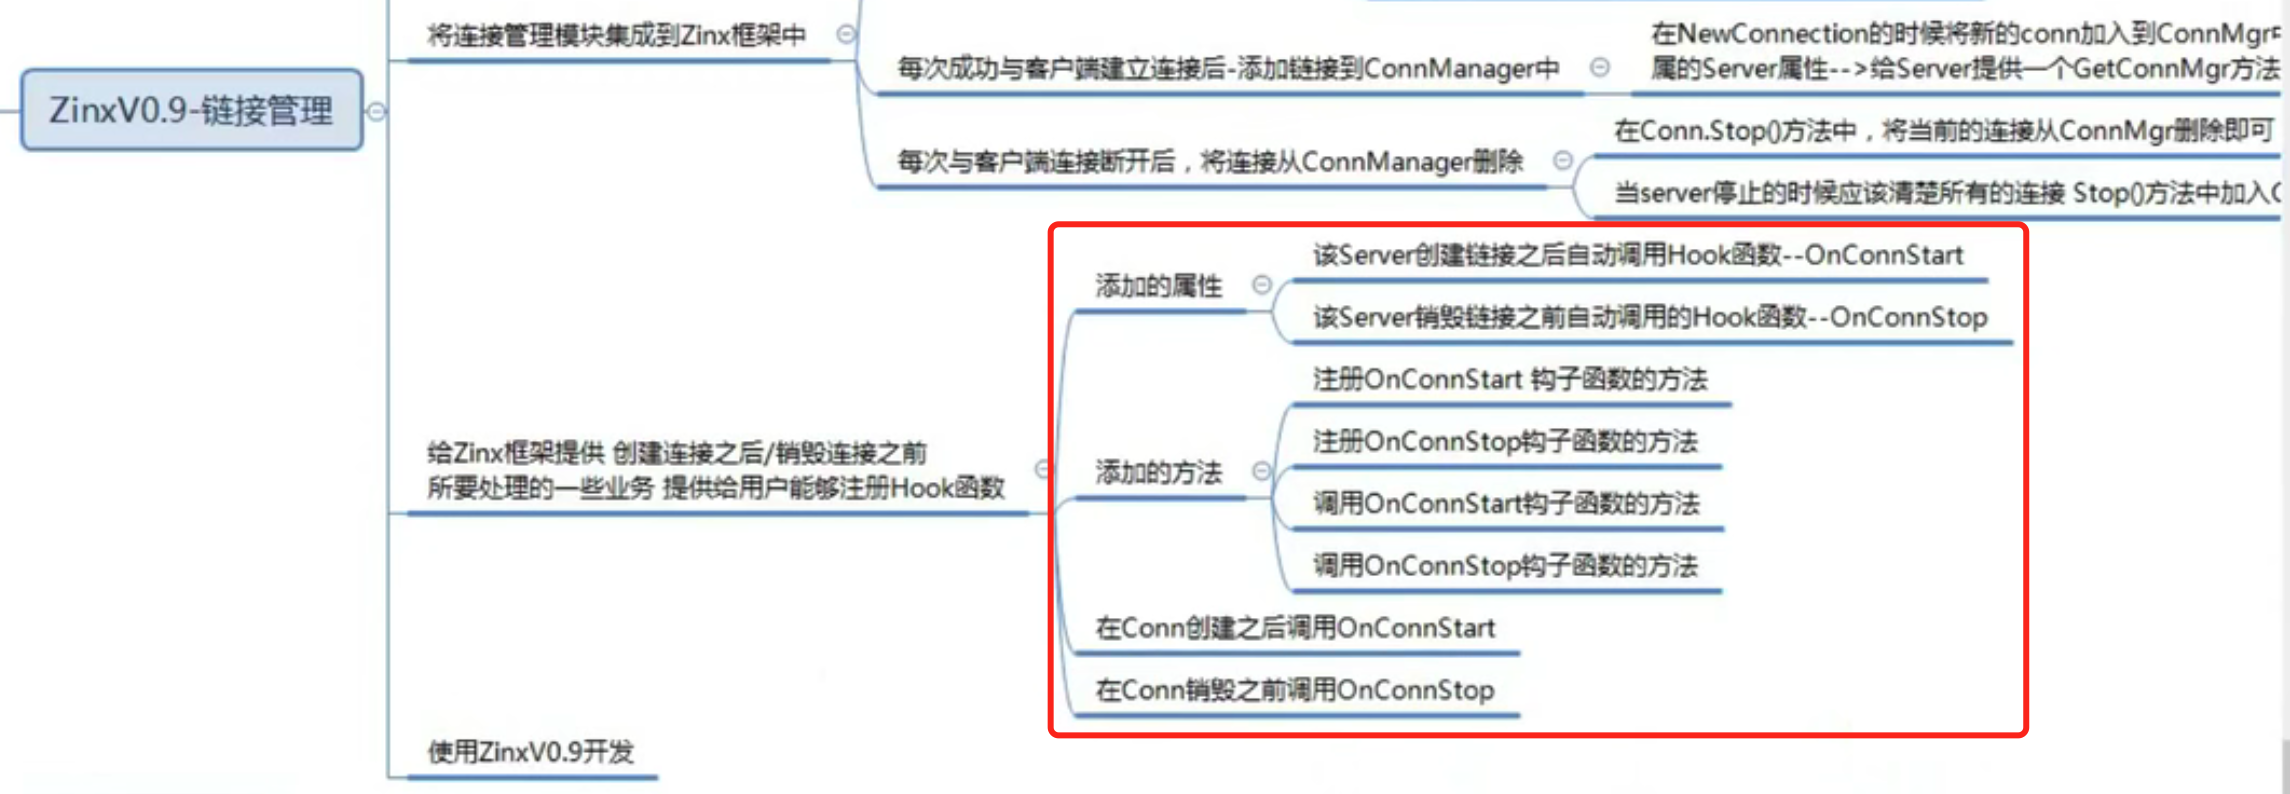 ZinxV0.9-链接管理
将连接管理模块集成到Zinx框架中
每次成功与客户端建立连接后-添加链接到ConnManager中
在NewConnection的时候将新的conn加入到ConnMgr中
属的Server属性-->给Server提供一个GetConnMgr方法
每次与客户端连接断开后，将连接从ConnManager删除
在Conn.Stop()方法中，将当前的连接从ConnMgr删除即可
当server停止的时候应该清楚所有的连接 Stop()方法中加入
给Zinx框架提供 创建连接之后/销毁连接之前
所要处理的一些业务 提供给用户能够注册Hook函数
添加的属性
该Server创建链接之后自动调用Hook函数--OnConnStart
该Server销毁链接之前自动调用的Hook函数--OnConnStop
添加的方法
注册OnConnStart 钩子函数的方法
注册OnConnStop钩子函数的方法
调用OnConnStart钩子函数的方法
调用OnConnStop钩子函数的方法
在Conn创建之后调用OnConnStart
在Conn销毁之前调用OnConnStop
使用ZinxV0.9开发